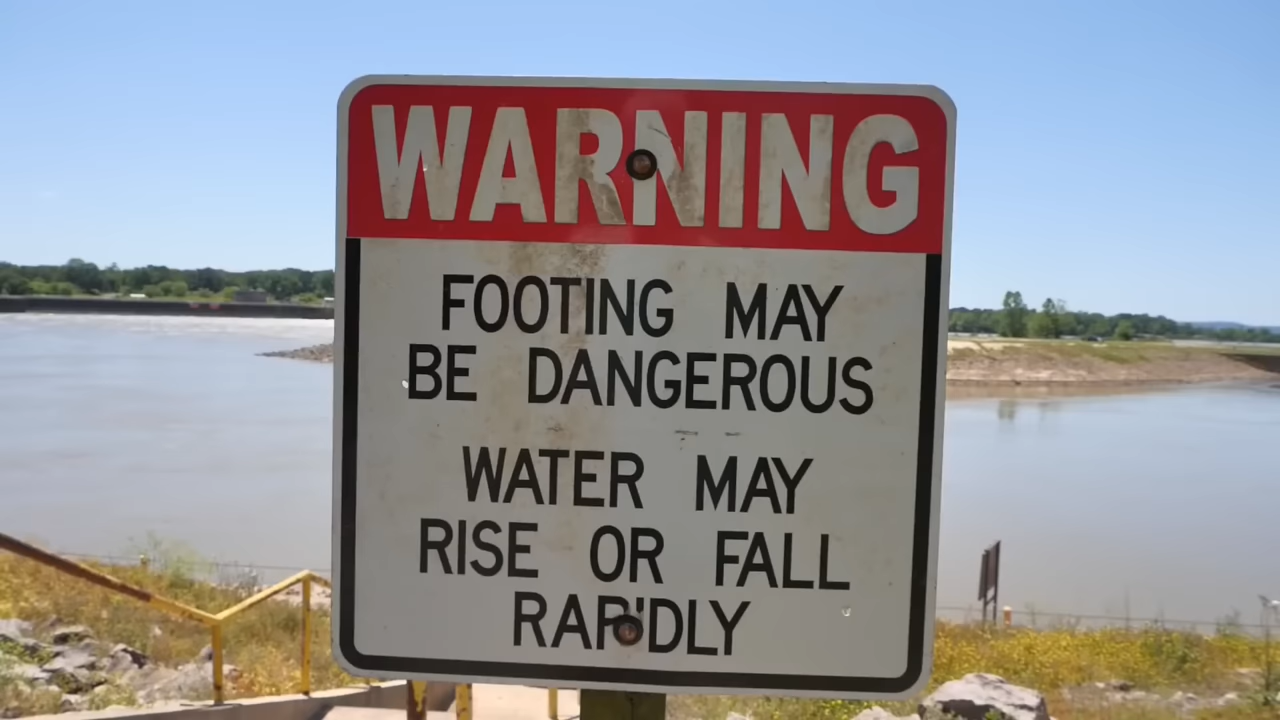 WARNING
FOOTING MAY
BE DANGEROUS
WATER MAY
RISE OR FALL
RAPIDLY